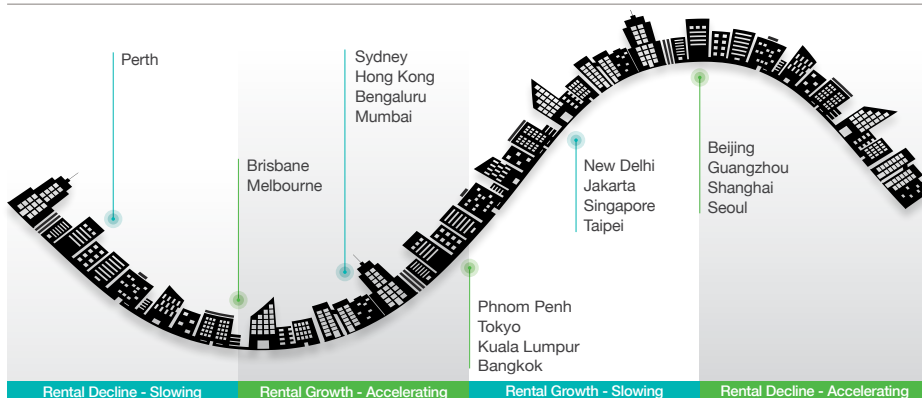 Perth
Brisbane
Melbourne
Sydney
Hong Kong
Bengaluru
Mumbai
Phnom Penh
Tokyo
Kuala Lumpur
Bangkok
New Delhi
Jakarta
Singapore
Taipei
Beijing
Guangzhou
Shanghai
Seoul
Rental Decline - Slowing
Rental Growth - Accelerating
Rental Growth - Slowing
Rental Decline - Accelerating